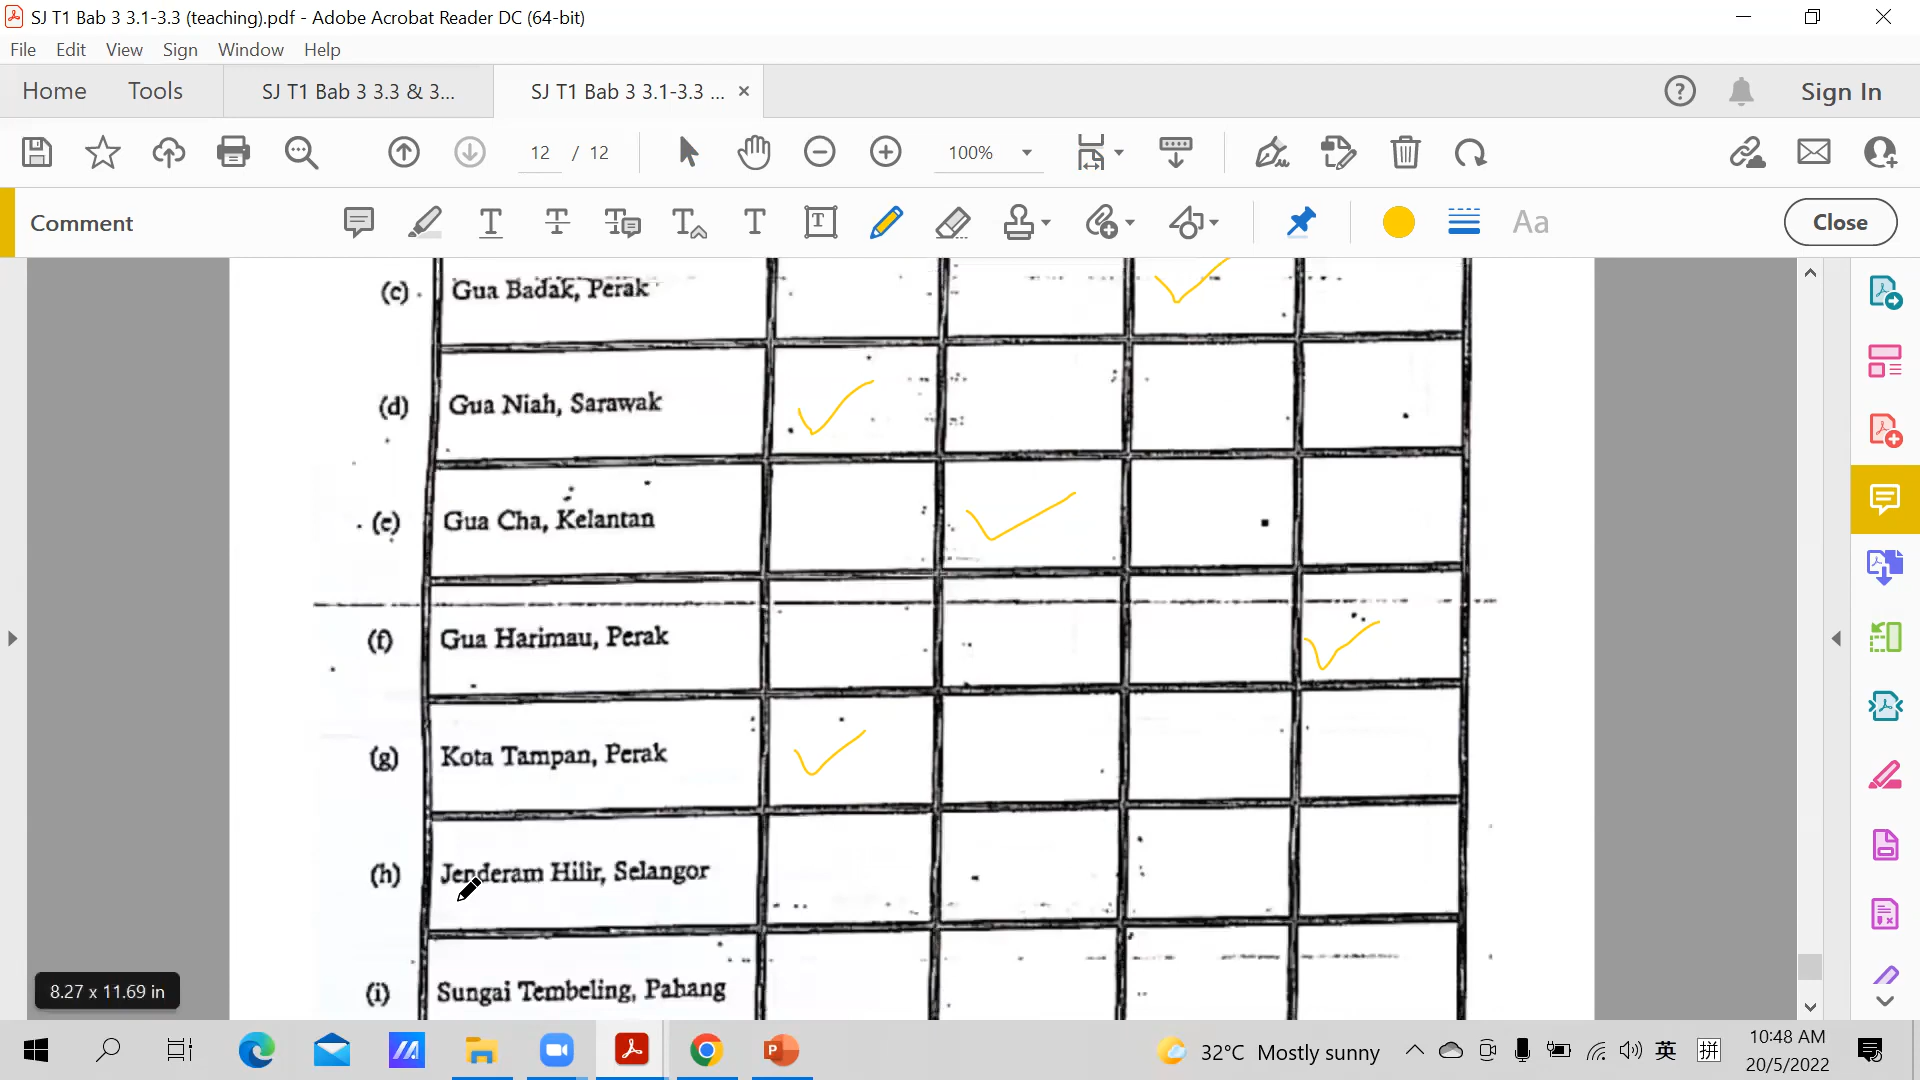 SJ T1 Bab 3 3.1-3.3 (teaching).pdf - Adobe Acrobat Reader DC (64-bit)
File Edit View Sign Window Help
Home Tools SJ T1 Bab 3 3.3 & 3... SJ T1 Bab 3 3.1-3.3 ... × Sign In
12 / 12 100%
Comment Aa Close
(c) Gua Badak, Perak
(d) Gua Niah, Sarawak
(e) Gua Cha, Kelantan
(f) Gua Harimau, Perak
(g) Kota Tampan, Perak
(h) Jenderam Hilir, Selangor
(i) Sungai Tembeling, Pahang
8.27 x 11.69 in
32°C Mostly sunny 英 拼 10:48 AM
20/5/2022